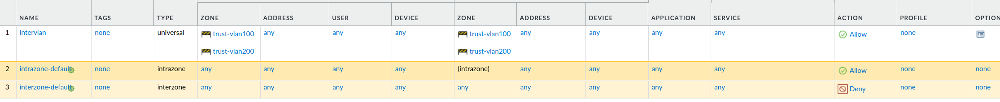 NAME TAGS TYPE ZONE ADDRESS USER DEVICE ZONE ADDRESS DEVICE APPLICATION SERVICE ACTION PROFILE OPTION
1 intervlan none universal trust-vlan100 any any any trust-vlan100 any any any any Allow none
trust-vlan200 trust-vlan200
2 intrazone-default none intrazone any any any any (intrazone) any any any any Allow none none
3 interzone-default none interzone any any any any any any any any any Deny none none